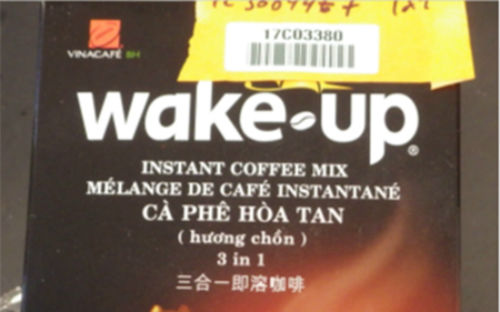 17C03380
VINACAFÉ BH
wake-up®
INSTANT COFFEE MIX
MÉLANGE DE CAFÉ INSTANTANÉ
CÀ PHÊ HÒA TAN
( hương chồn )
3 in 1
三合一即溶咖啡